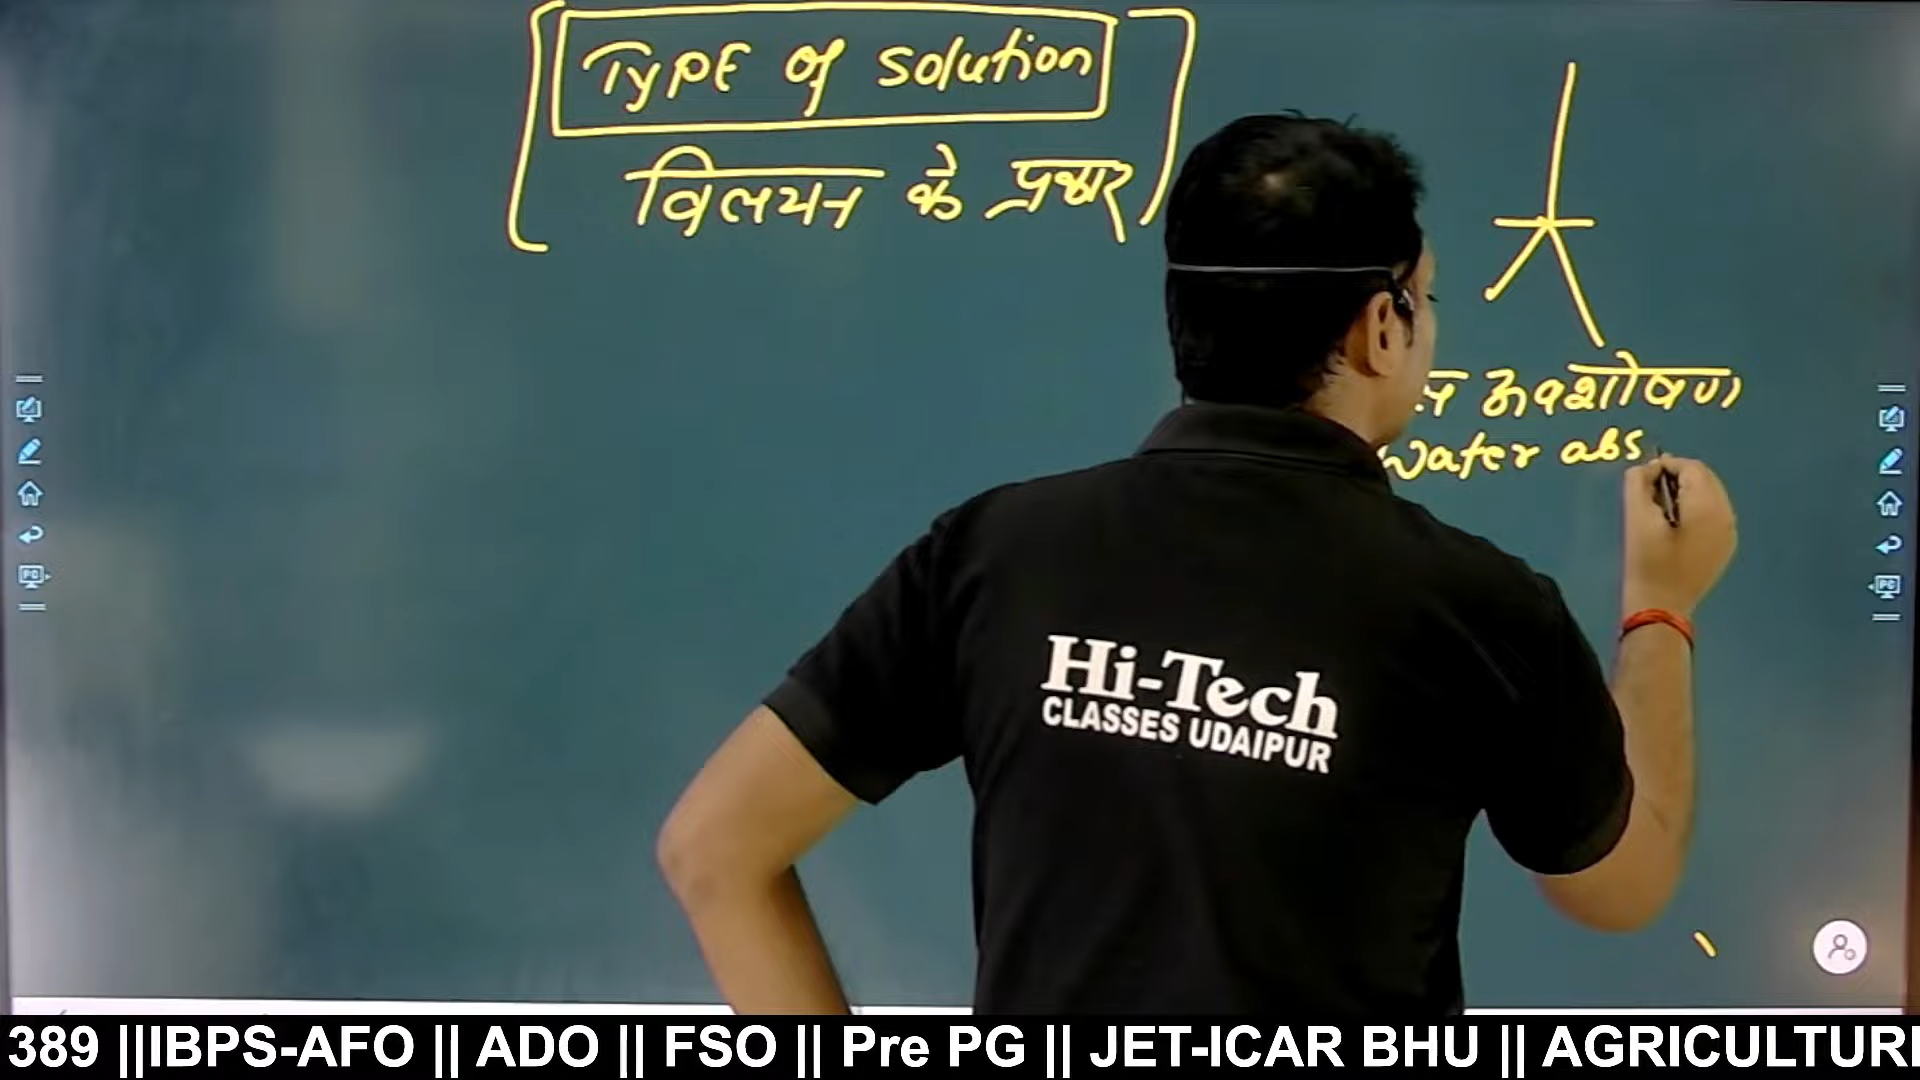 Type of solution
विलयन के प्रकार
अवशोषण
Water abs
Hi-Tech
CLASSES UDAIPUR
389 ||IBPS-AFO || ADO || FSO || Pre PG || JET-ICAR BHU || AGRICULTUR